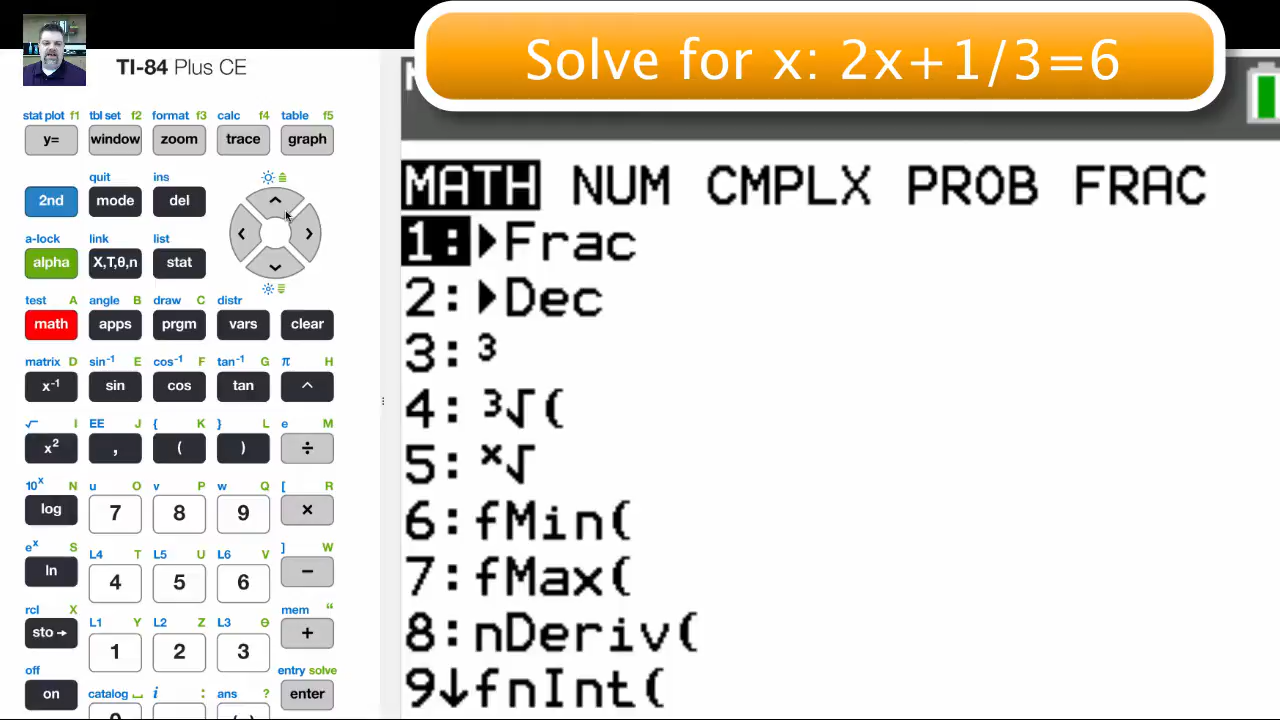 Solve for x: 2x+1/3=6
TI-84 Plus CE
stat plot f1 tbl set f2 format f3 calc f4 table f5
y= window zoom trace graph
quit ins
2nd mode del
a-lock link list
alpha X,T,θ,n stat
test A angle B draw C distr
math apps prgm vars clear
matrix D sin⁻¹ E cos⁻¹ F tan⁻¹ G π H
x⁻¹ sin cos tan ^
√ I EE J { K } L e M
x² , ( ) ÷
10ˣ N u O v P w Q [ R
log 7 8 9 ×
eˣ S L4 T L5 U L6 V ] W
ln 4 5 6 −
rcl X L1 Y L2 Z L3 θ mem “
sto→ 1 2 3 +
off catalog i : ans ? entry solve
on enter
MATH NUM CMPLX PROB FRAC
1:▶Frac
2:▶Dec
3:³
4:³√(
5:ˣ√
6:fMin(
7:fMax(
8:nDeriv(
9↓fnInt(